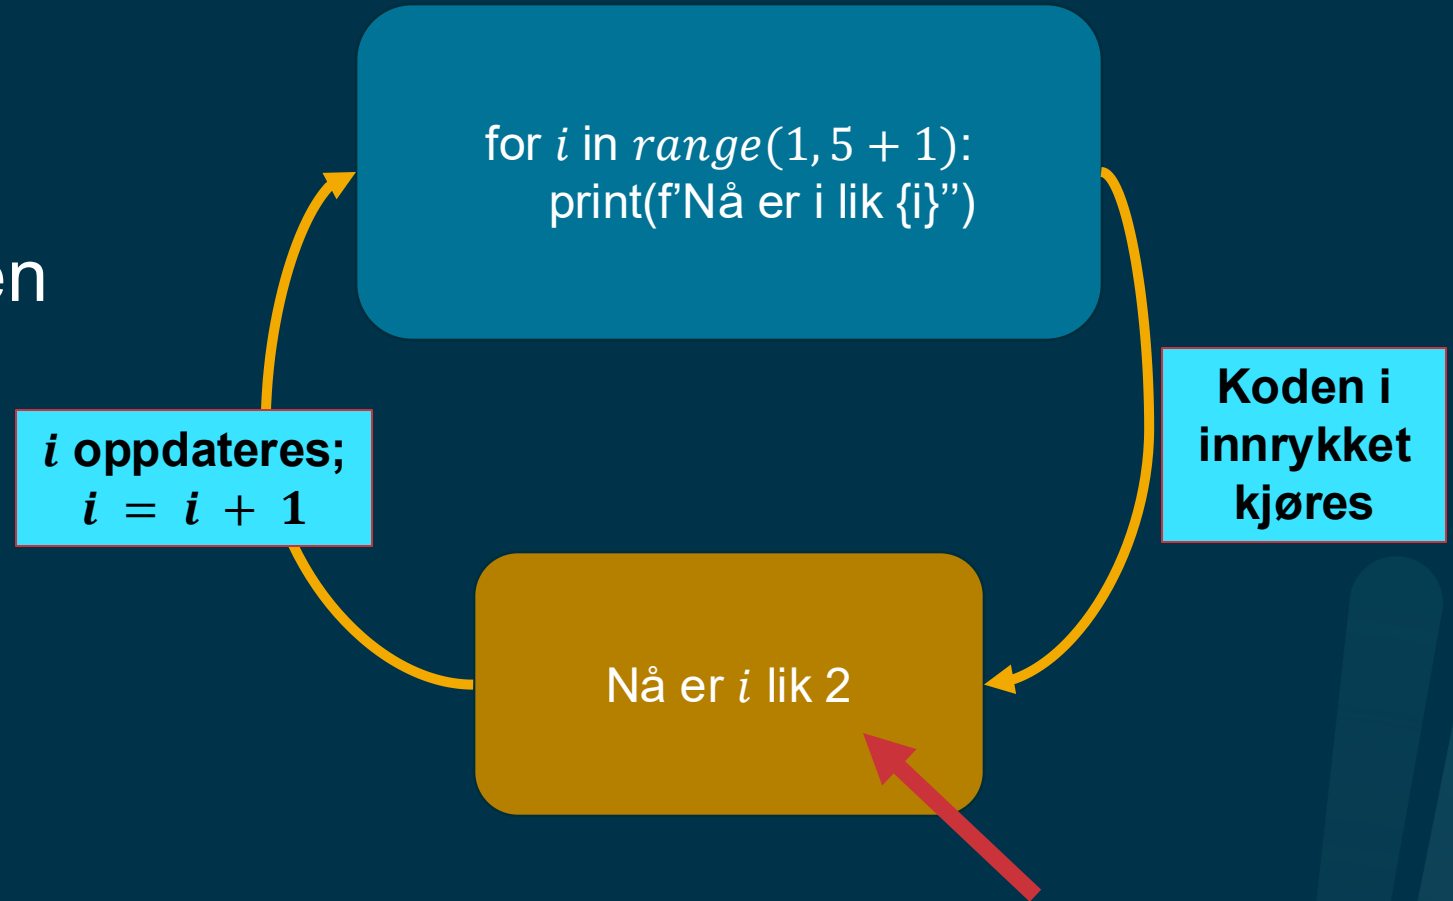 for i in range(1, 5 + 1):
print(f’Nå er i lik {i}”)
en
i oppdateres;
i = i + 1
Koden i
innrykket
kjøres
Nå er i lik 2